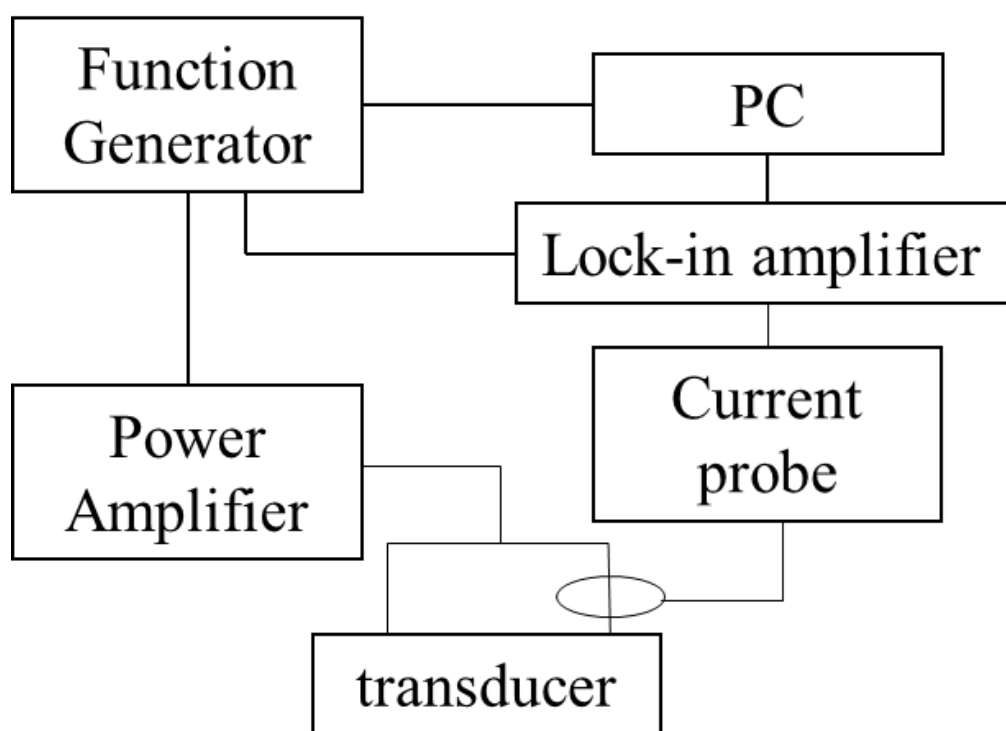 Function
Generator
PC
Lock-in amplifier
Current
probe
Power
Amplifier
transducer